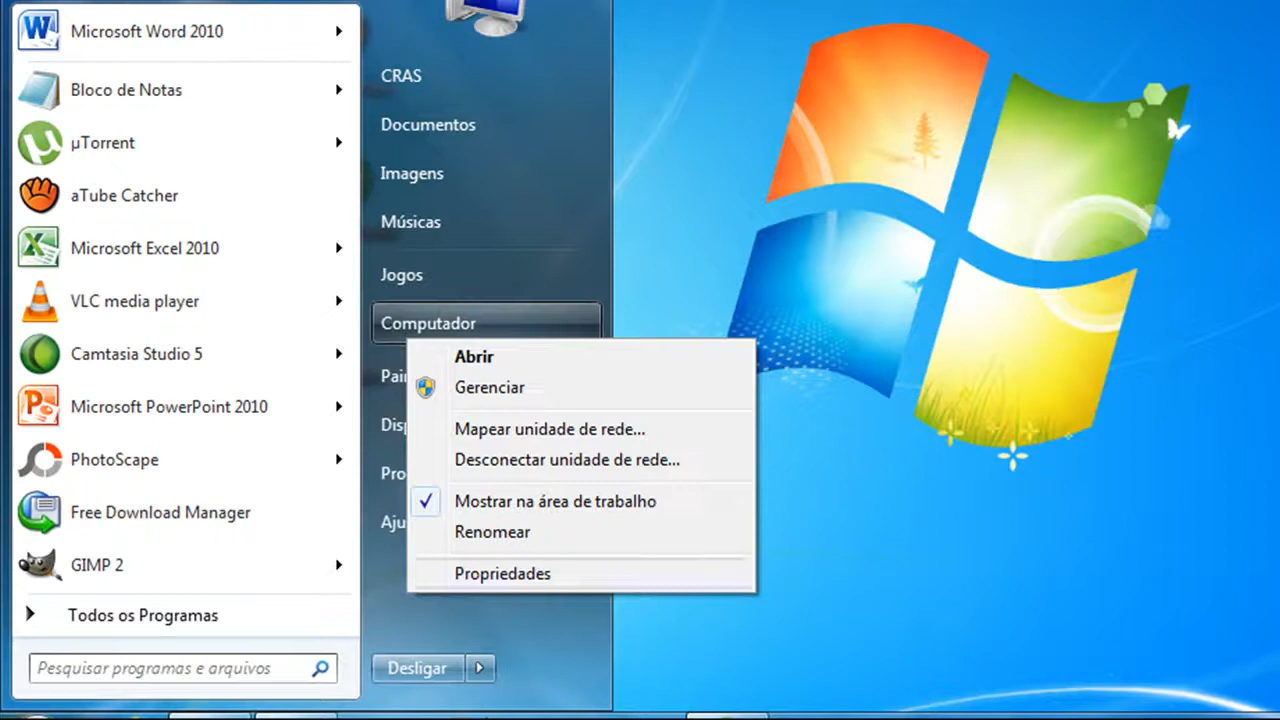 Microsoft Word 2010
Bloco de Notas
µTorrent
aTube Catcher
Microsoft Excel 2010
VLC media player
Camtasia Studio 5
Microsoft PowerPoint 2010
PhotoScape
Free Download Manager
GIMP 2
Todos os Programas
Pesquisar programas e arquivos
CRAS
Documentos
Imagens
Músicas
Jogos
Computador
Abrir
Gerenciar
Mapear unidade de rede...
Desconectar unidade de rede...
Mostrar na área de trabalho
Renomear
Propriedades
Desligar